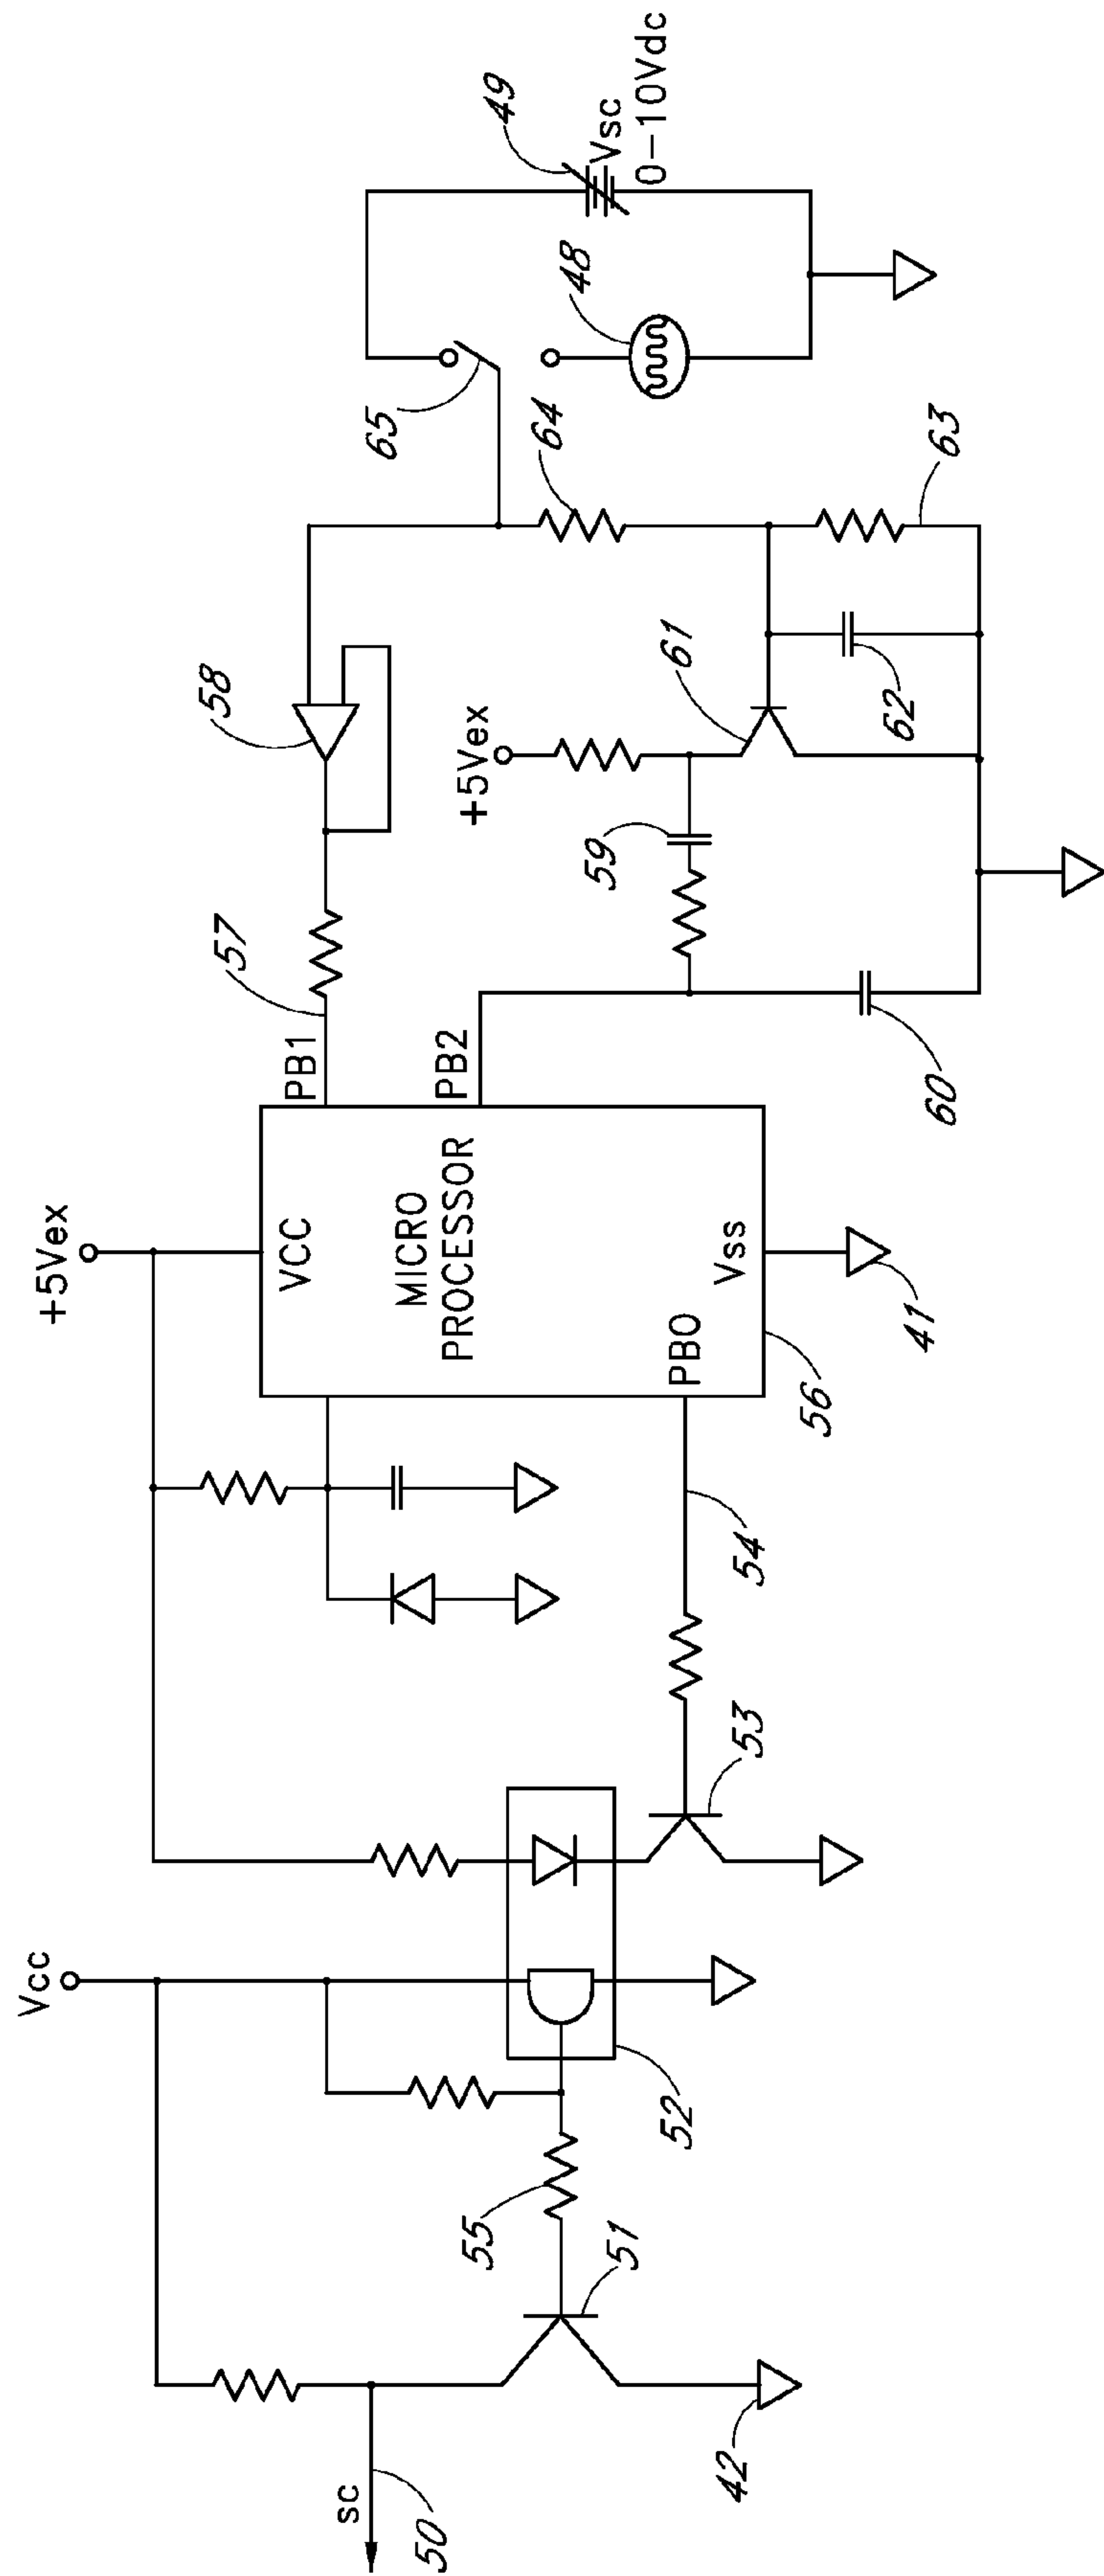 Vcc
+5Vex
VCC
MICRO
PROCESSOR
PB1
PB2
PB0
Vss
+5Vex
Vsc
0-10Vdc
sc
50
42
51
55
52
53
54
56
41
57
58
59
60
61
62
63
64
65
48
49